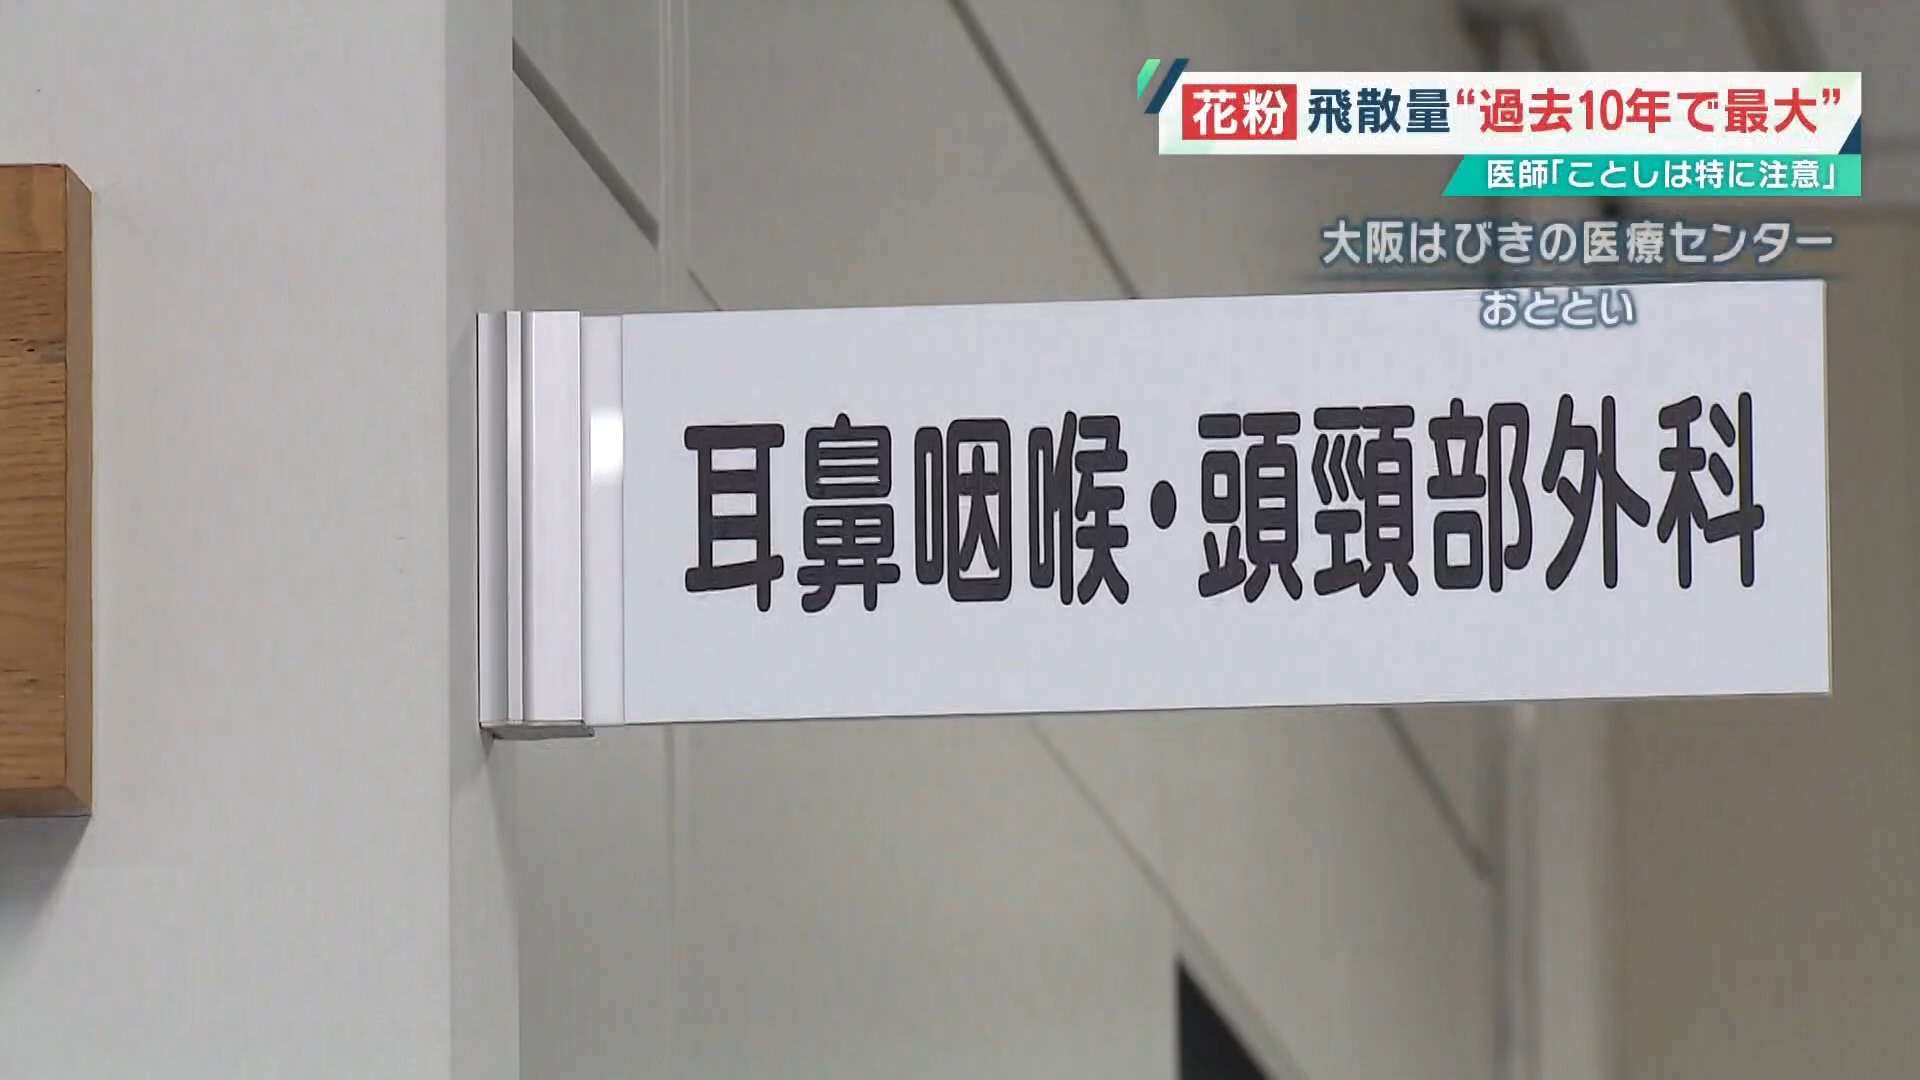 花粉 飛散量“過去10年で最大”
医師「ことしは特に注意」
大阪はびきの医療センター
おととい
耳鼻咽喉・頭頸部外科